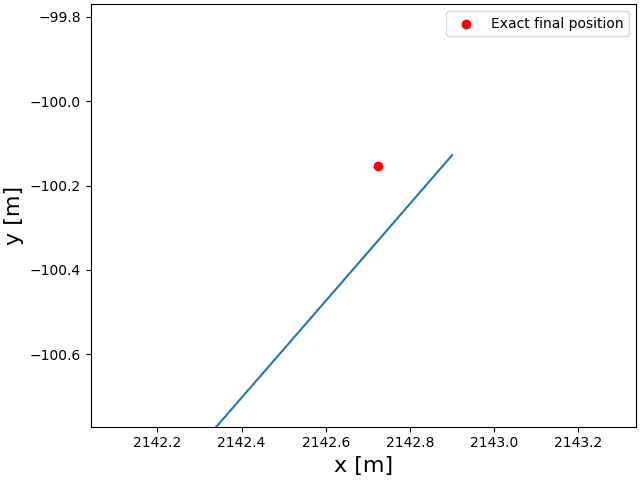 Exact final position
−99.8
−100.0
−100.2
−100.4
−100.6
y [m]
2142.2 2142.4 2142.6 2142.8 2143.0 2143.2
x [m]